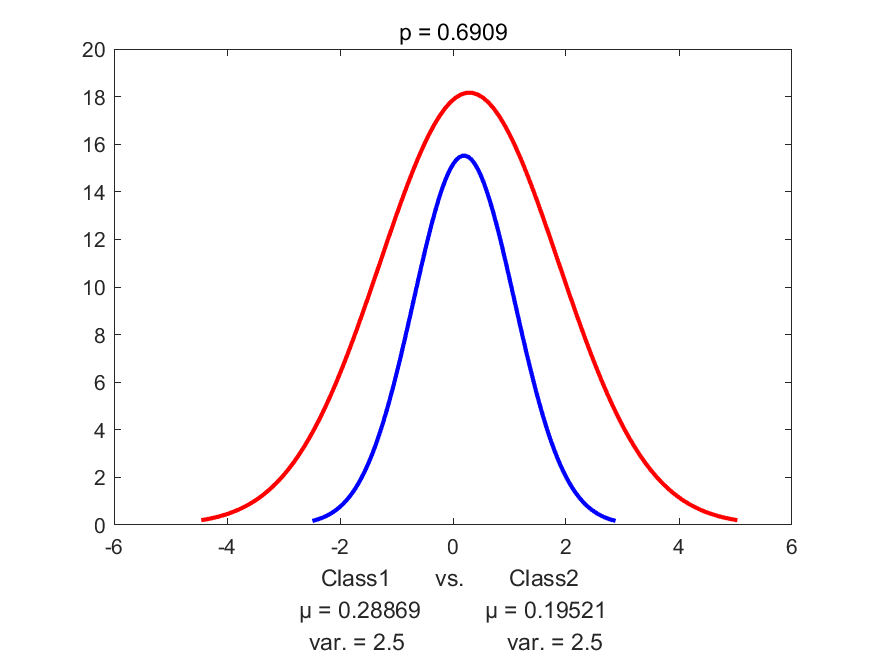 p = 0.6909
20
18
16
14
12
10
8
6
4
2
0
-6 -4 -2 0 2 4 6
Class1 vs. Class2
μ = 0.28869 μ = 0.19521
var. = 2.5 var. = 2.5